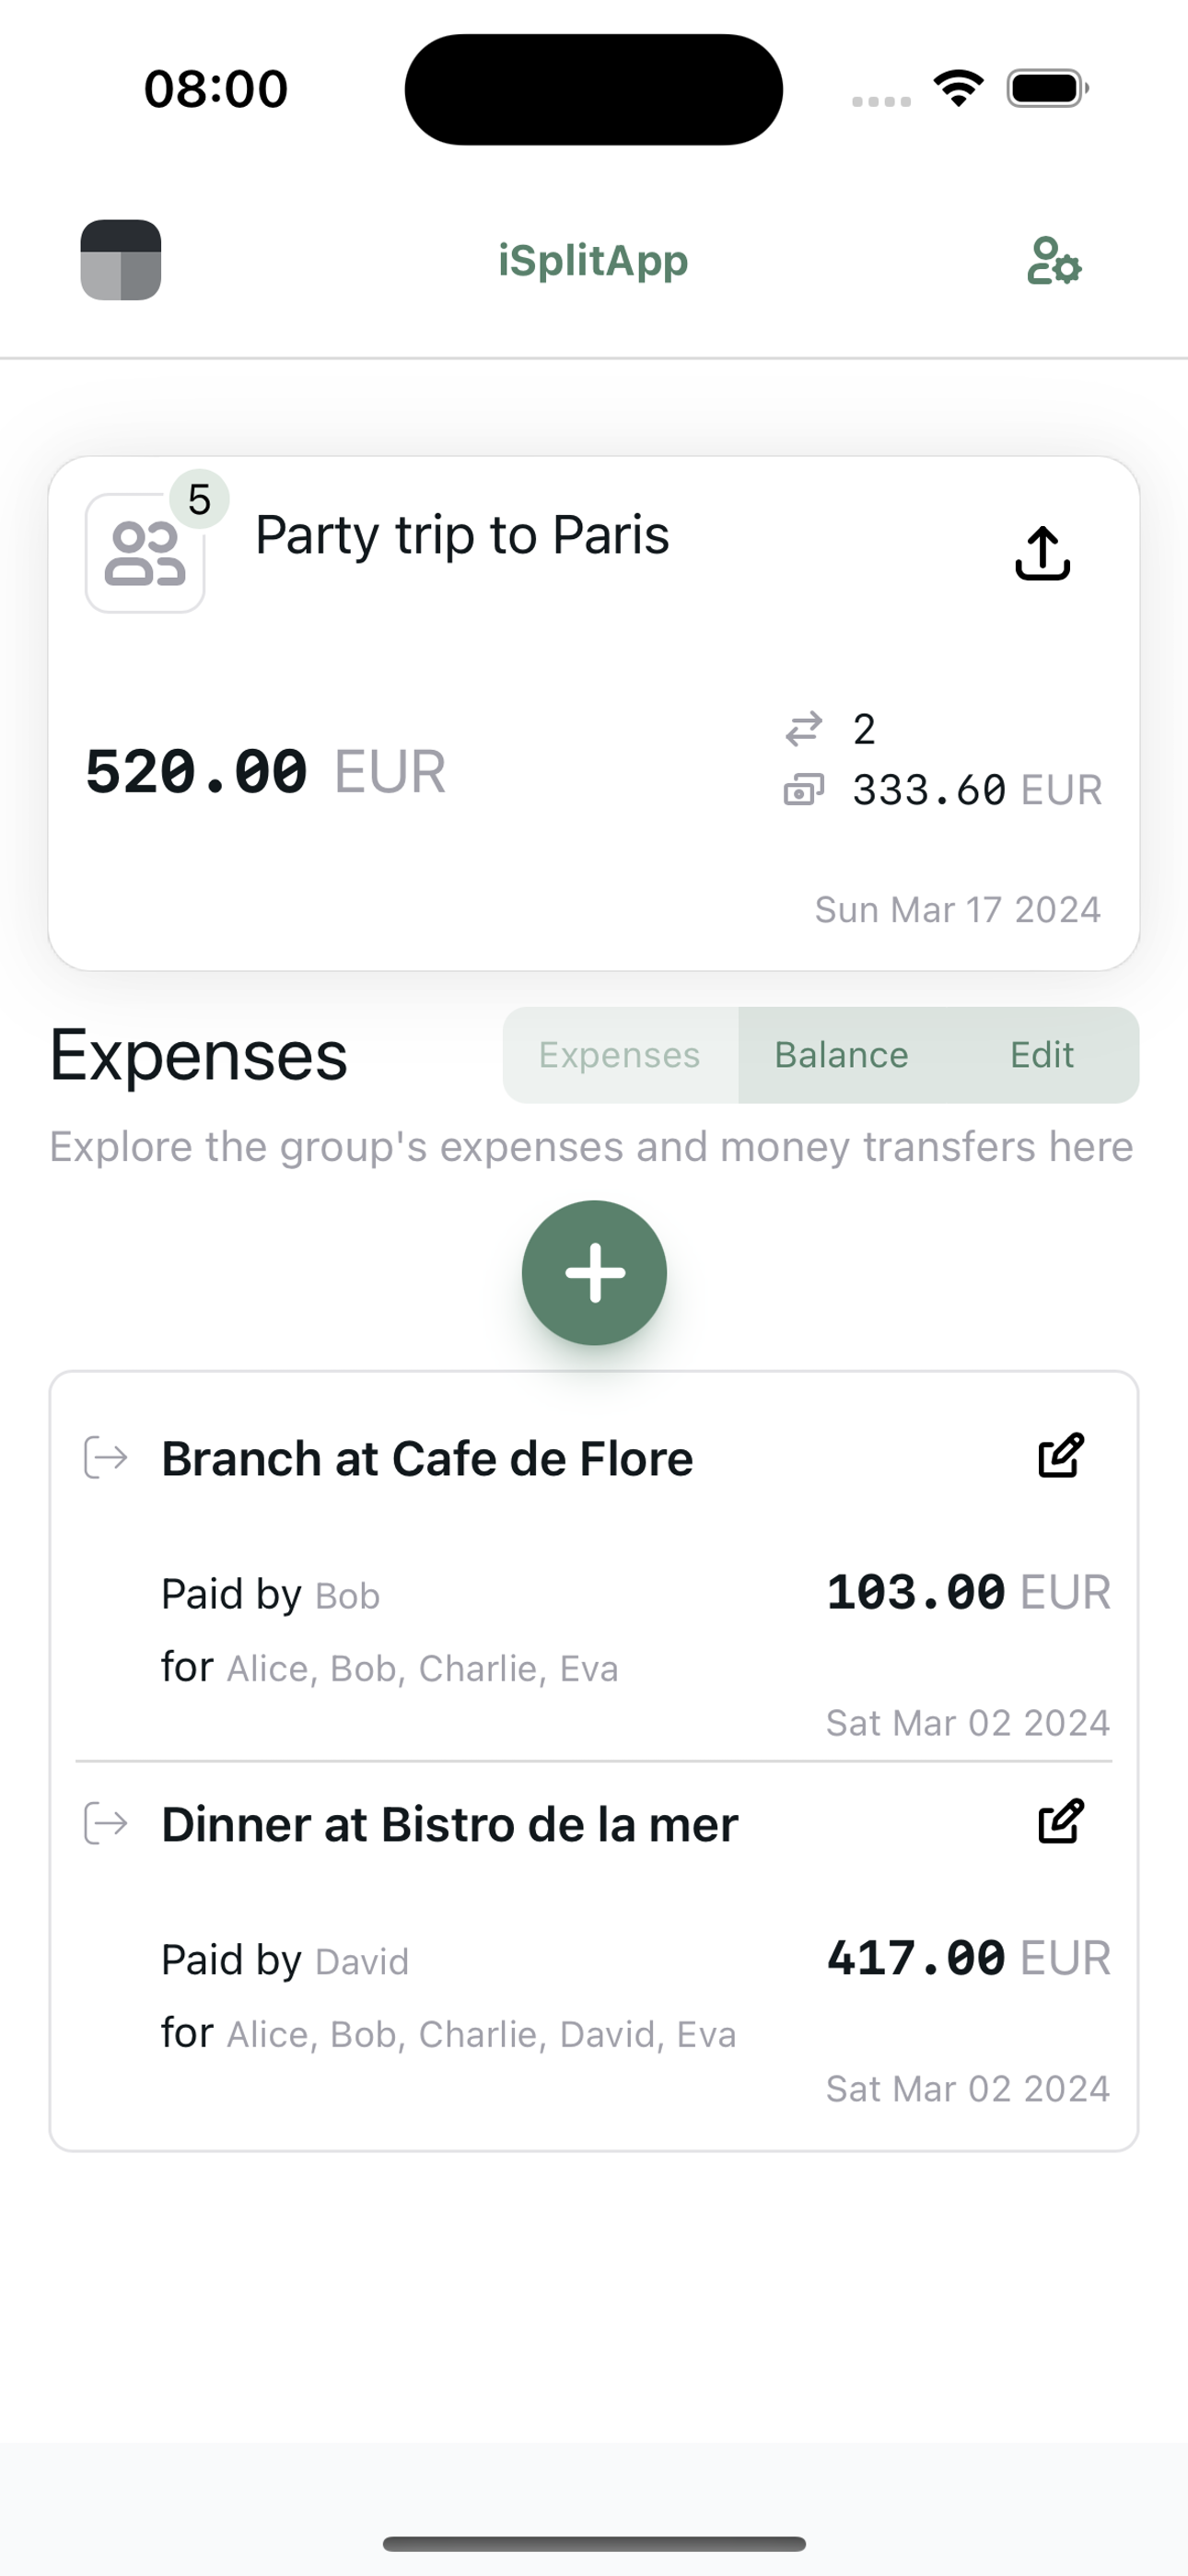 08:00
iSplitApp
5
Party trip to Paris
2
520.00 EUR
333.60 EUR
Sun Mar 17 2024
Expenses
Expenses Balance Edit
Explore the group's expenses and money transfers here
Branch at Cafe de Flore
Paid by Bob
103.00 EUR
for Alice, Bob, Charlie, Eva
Sat Mar 02 2024
Dinner at Bistro de la mer
Paid by David
417.00 EUR
for Alice, Bob, Charlie, David, Eva
Sat Mar 02 2024